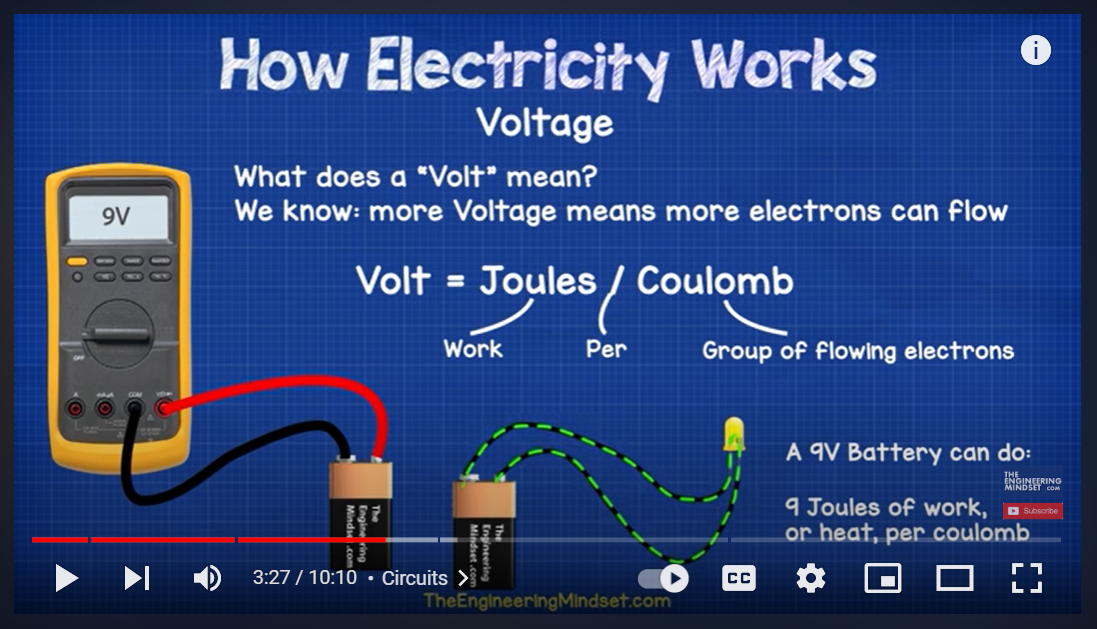 How Electricity Works
Voltage
What does a "Volt" mean?
We know: more Voltage means more electrons can flow
9V
Volt = Joules / Coulomb
Work
Per
Group of flowing electrons
OFF
A
mAµA
COM
A 9V Battery can do:
THE
ENGINEERING
MINDSET .COM
9 Joules of work,
Subscribe
or heat, per coulomb
The
Engineering
Mindset.com
The
Engineering
Mindset.com
3:27 / 10:10 • Circuits
CC
TheEngineeringMindset.com